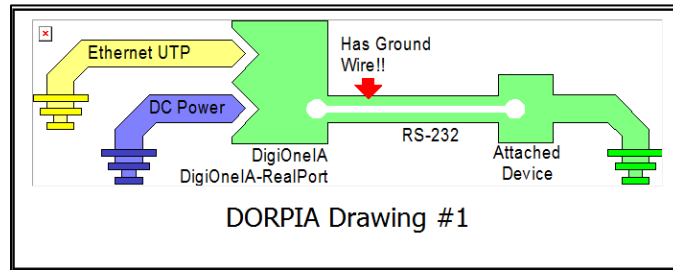 Ethernet UTP
Has Ground
Wire!!
DC Power
RS-232
DigiOneIA
DigiOneIA-RealPort
Attached
Device
DORPIA Drawing #1